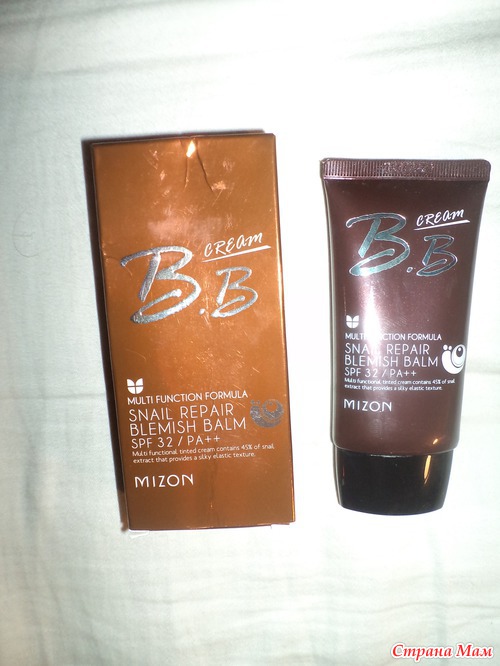 CREAM
B.B
MULTI FUNCTION FORMULA
SNAIL REPAIR
BLEMISH BALM
SPF 32 / PA++
Multi functional tinted cream contains 45% of snail
extract that provides a silky elastic texture.
MIZON
CREAM
B.B
MULTI FUNCTION FORMULA
SNAIL REPAIR
BLEMISH BALM
SPF 32 / PA++
Multi functional tinted cream contains 45% of snail
extract that provides a silky elastic texture.
MIZON
Страна Мам